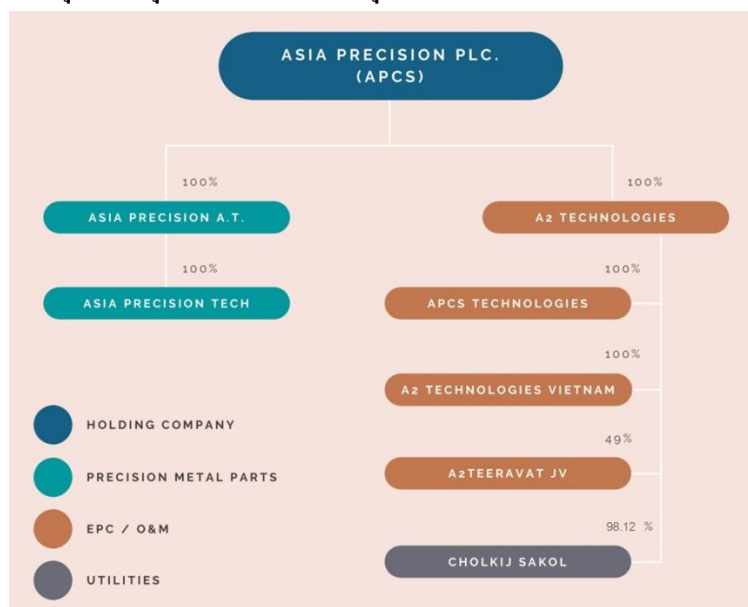 ASIA PRECISION PLC.
(APCS)
100%
100%
ASIA PRECISION A.T.
A2 TECHNOLOGIES
100%
100%
ASIA PRECISION TECH
APCS TECHNOLOGIES
100%
A2 TECHNOLOGIES VIETNAM
HOLDING COMPANY
49%
PRECISION METAL PARTS
A2TEERAVAT JV
EPC / O&M
98.12 %
CHOLKIJ SAKOL
UTILITIES